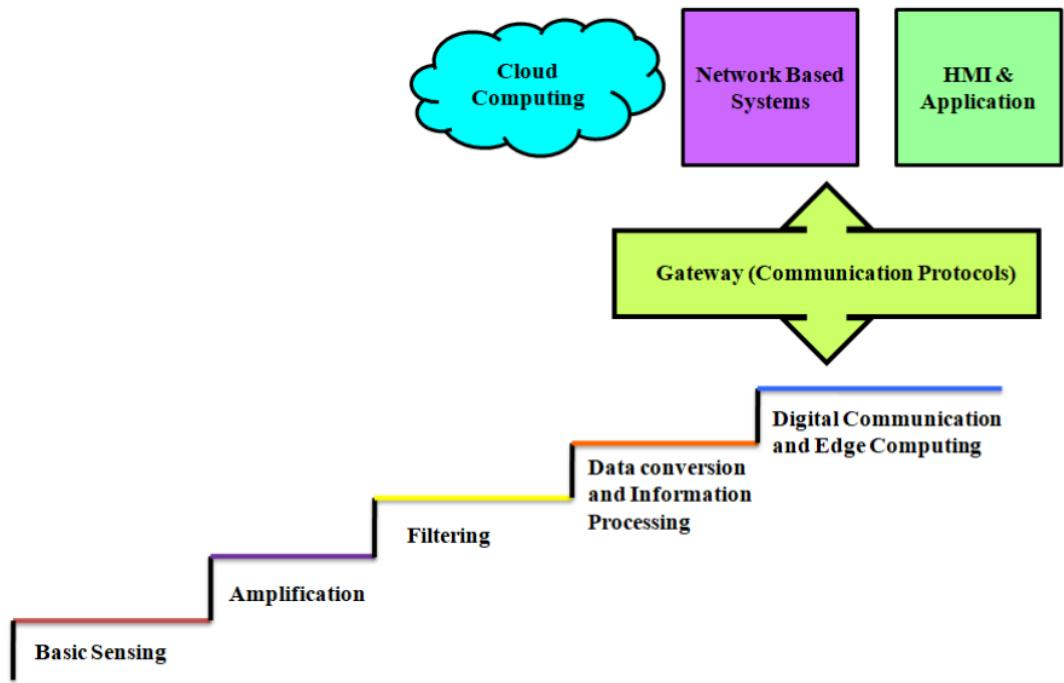 Cloud
Computing
Network Based
Systems
HMI &
Application
Gateway (Communication Protocols)
Digital Communication
and Edge Computing
Data conversion
and Information
Processing
Filtering
Amplification
Basic Sensing